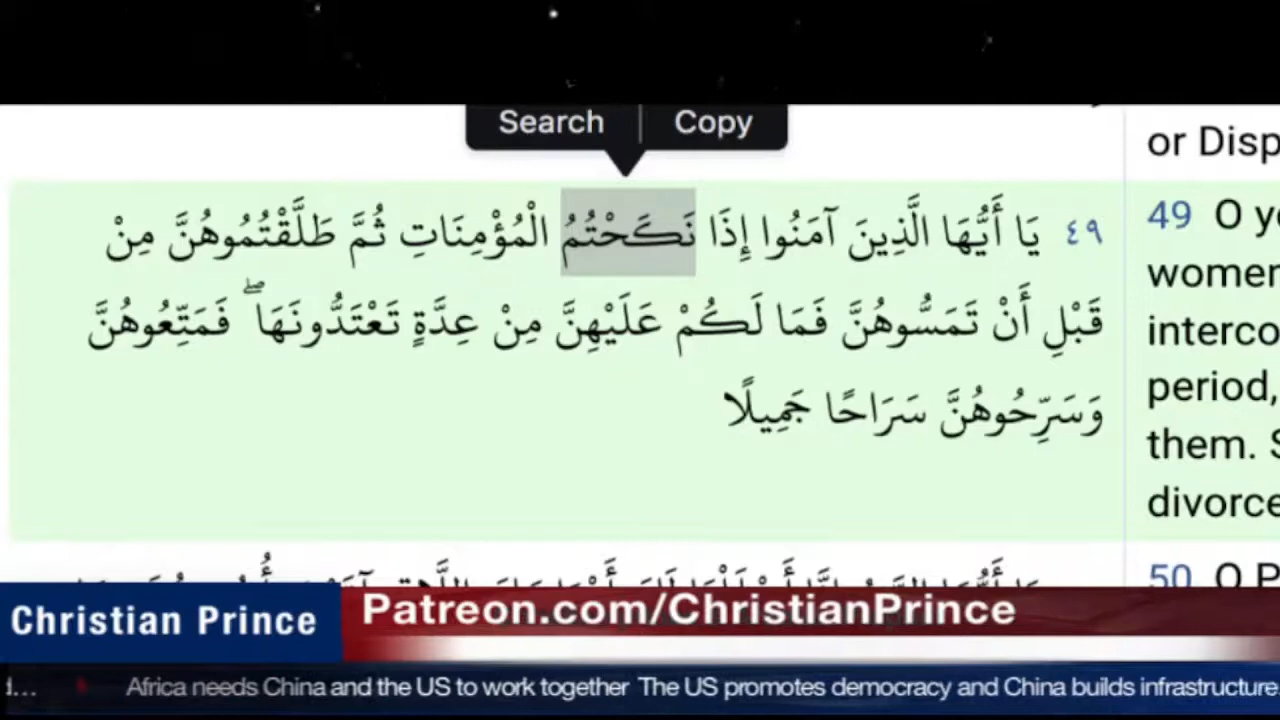 Search
Copy
or Disp
٤٩ يَا أَيُّهَا الَّذِينَ آمَنُوا إِذَا نَكَحْتُمُ الْمُؤْمِنَاتِ ثُمَّ طَلَّقْتُمُوهُنَّ مِنْ
قَبْلِ أَنْ تَمَسُّوهُنَّ فَمَا لَكُمْ عَلَيْهِنَّ مِنْ عِدَّةٍ تَعْتَدُّونَهَا ۖ فَمَتِّعُوهُنَّ
وَسَرِّحُوهُنَّ سَرَاحًا جَمِيلًا
49 O yo
women
interco
period,
them. S
divorce
50 O P
Christian Prince
Patreon.com/ChristianPrince
d...
Africa needs China and the US to work together The US promotes democracy and China builds infrastructure